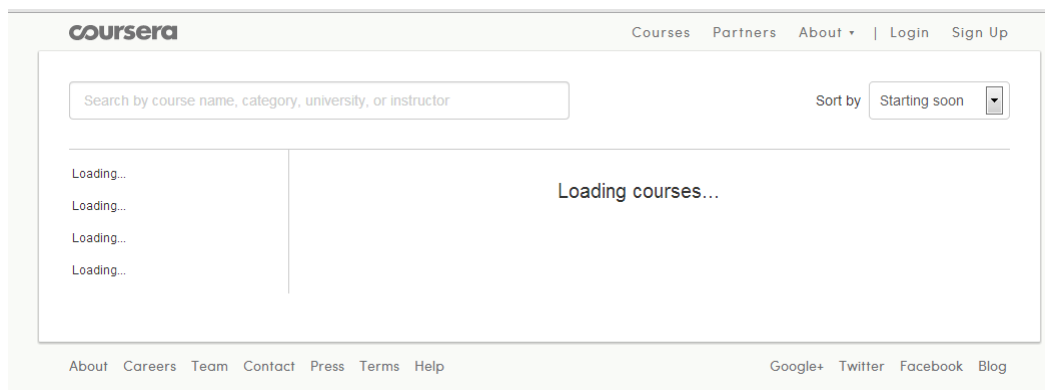 coursera Courses Partners About ▾ | Login Sign Up
Search by course name, category, university, or instructor Sort by Starting soon
Loading...
Loading courses...
Loading...
Loading...
Loading...
About Careers Team Contact Press Terms Help Google+ Twitter Facebook Blog